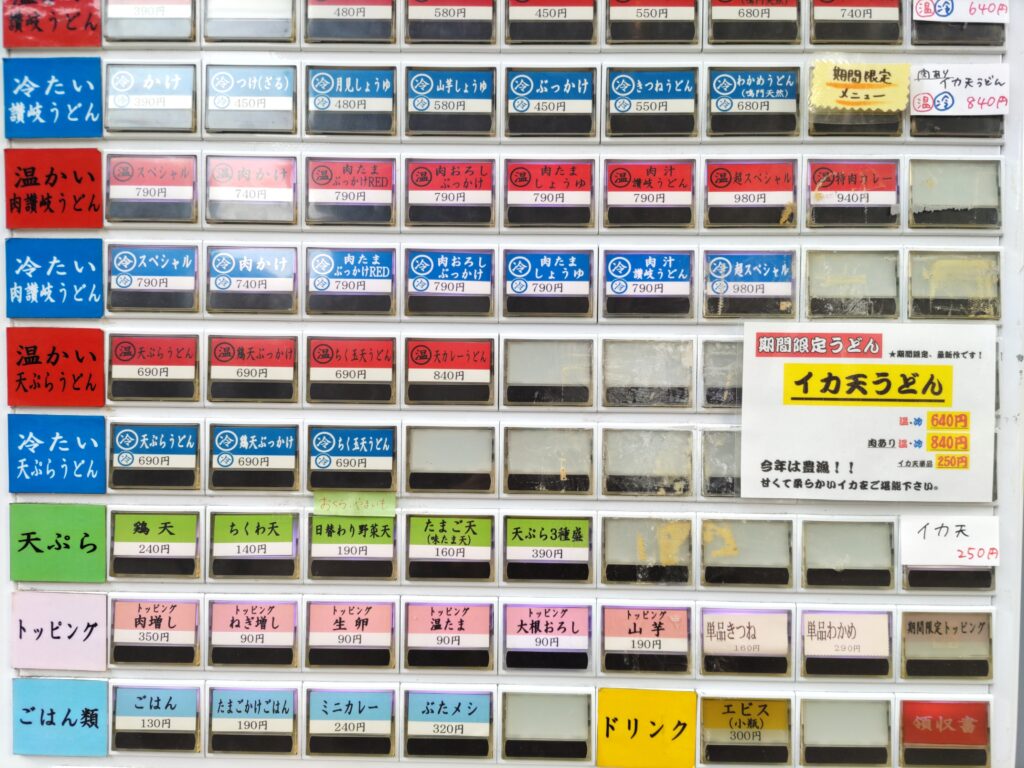 讃岐うどん
390円
480円
580円
450円
550円
680円
740円
温 冷 640円
冷たい
讃岐うどん
冷 かけ
冷 390円
冷 つけ(ざる)
冷 450円
冷 月見しょうゆ
冷 480円
冷 山芋しょうゆ
冷 580円
冷 ぶっかけ
冷 450円
冷 きつねうどん
冷 550円
冷 わかめうどん
(鳴門天然)
冷 680円
期間限定
メニュー
肉あり
イカ天うどん
温 冷 840円
温かい
肉讃岐うどん
温 スペシャル
790円
温 肉かけ
740円
温 肉たま
ぶっかけRED
790円
温 肉おろし
ぶっかけ
790円
温 肉たま
しょうゆ
790円
温 肉汁
讃岐うどん
790円
温 超スペシャル
980円
温 特肉カレー
940円
冷たい
肉讃岐うどん
冷 スペシャル
冷 790円
冷 肉かけ
冷 740円
冷 肉たま
ぶっかけRED
冷 790円
冷 肉おろし
ぶっかけ
冷 790円
冷 肉たま
しょうゆ
冷 790円
冷 肉汁
讃岐うどん
冷 790円
冷 超スペシャル
冷 980円
温かい
天ぷらうどん
温 天ぷらうどん
690円
温 鶏天ぶっかけ
690円
温 ちく玉天うどん
690円
温 天カレーうどん
840円
期間限定うどん
★期間限定、最新作です!
イカ天うどん
温・冷 640円
肉あり 温・冷 840円
イカ天単品 250円
今年は豊漁!!
甘くて柔らかいイカをご堪能下さい。
冷たい
天ぷらうどん
冷 天ぷらうどん
冷 690円
冷 鶏天ぶっかけ
冷 690円
冷 ちく玉天うどん
冷 690円
天ぷら
鶏天
240円
ちくわ天
140円
日替わり野菜天
190円
たまご天
(味たま天)
160円
天ぷら3種盛
390円
イカ天
250円
トッピング
トッピング
肉増し
350円
トッピング
ねぎ増し
90円
トッピング
生卵
90円
トッピング
温たま
90円
トッピング
大根おろし
90円
トッピング
山芋
190円
単品きつね
160円
単品わかめ
290円
期間限定トッピング
ごはん類
ごはん
130円
たまごかけごはん
190円
ミニカレー
240円
ぶたメシ
320円
ドリンク
エビス
(小瓶)
300円
領収書